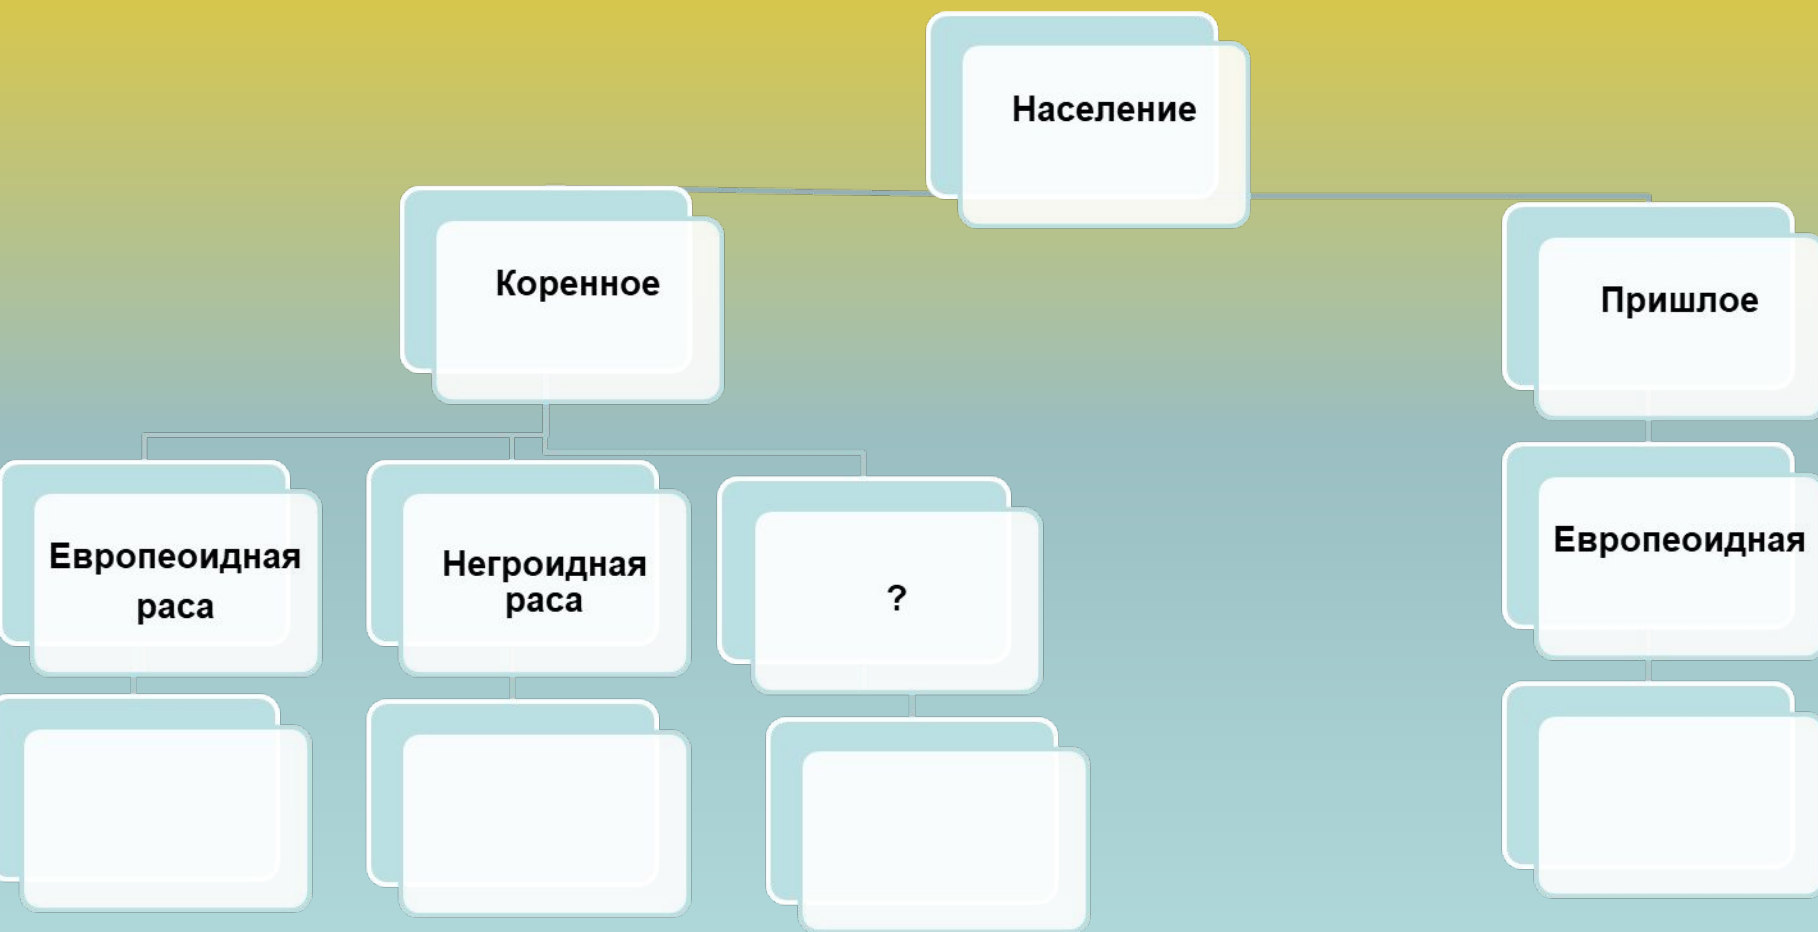 Население
Коренное
Пришлое
Европеоидная
раса
Негроидная
раса
?
Европеоидная